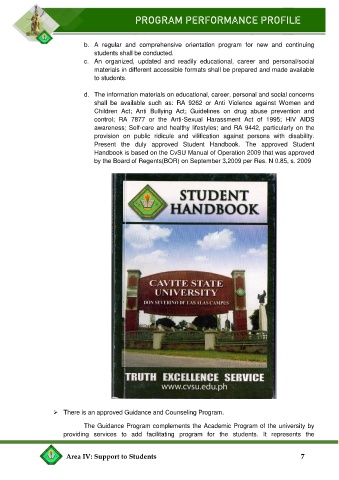 PROGRAM PERFORMANCE PROFILE
b. A regular and comprehensive orientation program for new and continuing
students shall be conducted.
c. An organized, updated and readily educational, career and personal/social
materials in different accessible formats shall be prepared and made available
to students.
d. The information materials on educational, career, personal and social concerns
shall be available such as: RA 9262 or Anti Violence against Women and
Children Act; Anti Bullying Act; Guidelines on drug abuse prevention and
control; RA 7877 or the Anti-Sexual Harassment Act of 1995; HIV AIDS
awareness; Self-care and healthy lifestyles; and RA 9442, particularly on the
provision on public ridicule and vilification against persons with disability.
Present the duly approved Student Handbook. The approved Student
Handbook is based on the CvSU Manual of Operation 2009 that was approved
by the Board of Regents(BOR) on September 3,2009 per Res. N 0.85, s. 2009
STUDENT
HANDBOOK
CAVITE STATE
UNIVERSITY
DON SEVERINO DE LAS ALAS CAMPUS
TRUTH EXCELLENCE SERVICE
www.cvsu.edu.ph
➢ There is an approved Guidance and Counseling Program.
The Guidance Program complements the Academic Program of the university by
providing services to add facilitating program for the students. It represents the
Area IV: Support to Students 7